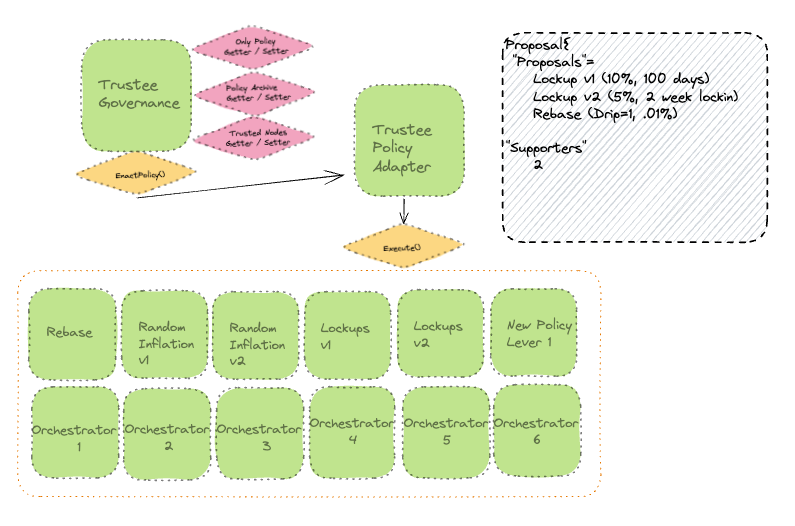 Only Policy
Getter / Setter
Trustee
Governance
Policy Archive
Getter / Setter
Trusted Nodes
Getter / Setter
EnactPolicy()
Trustee
Policy
Adapter
Execute()
Proposal{
"Proposals"=
Lockup v1 (10%, 100 days)
Lockup v2 (5%, 2 week lockin)
Rebase (Drip=1, .01%)
"Supporters"
2
Rebase
Random
Inflation
v1
Random
Inflation
v2
Lockups
v1
Lockups
v2
New Policy
Lever 1
Orchestrator
1
Orchestrator
2
Orchestrator
3
Orchestrator
4
Orchestrator
5
Orchestrator
6